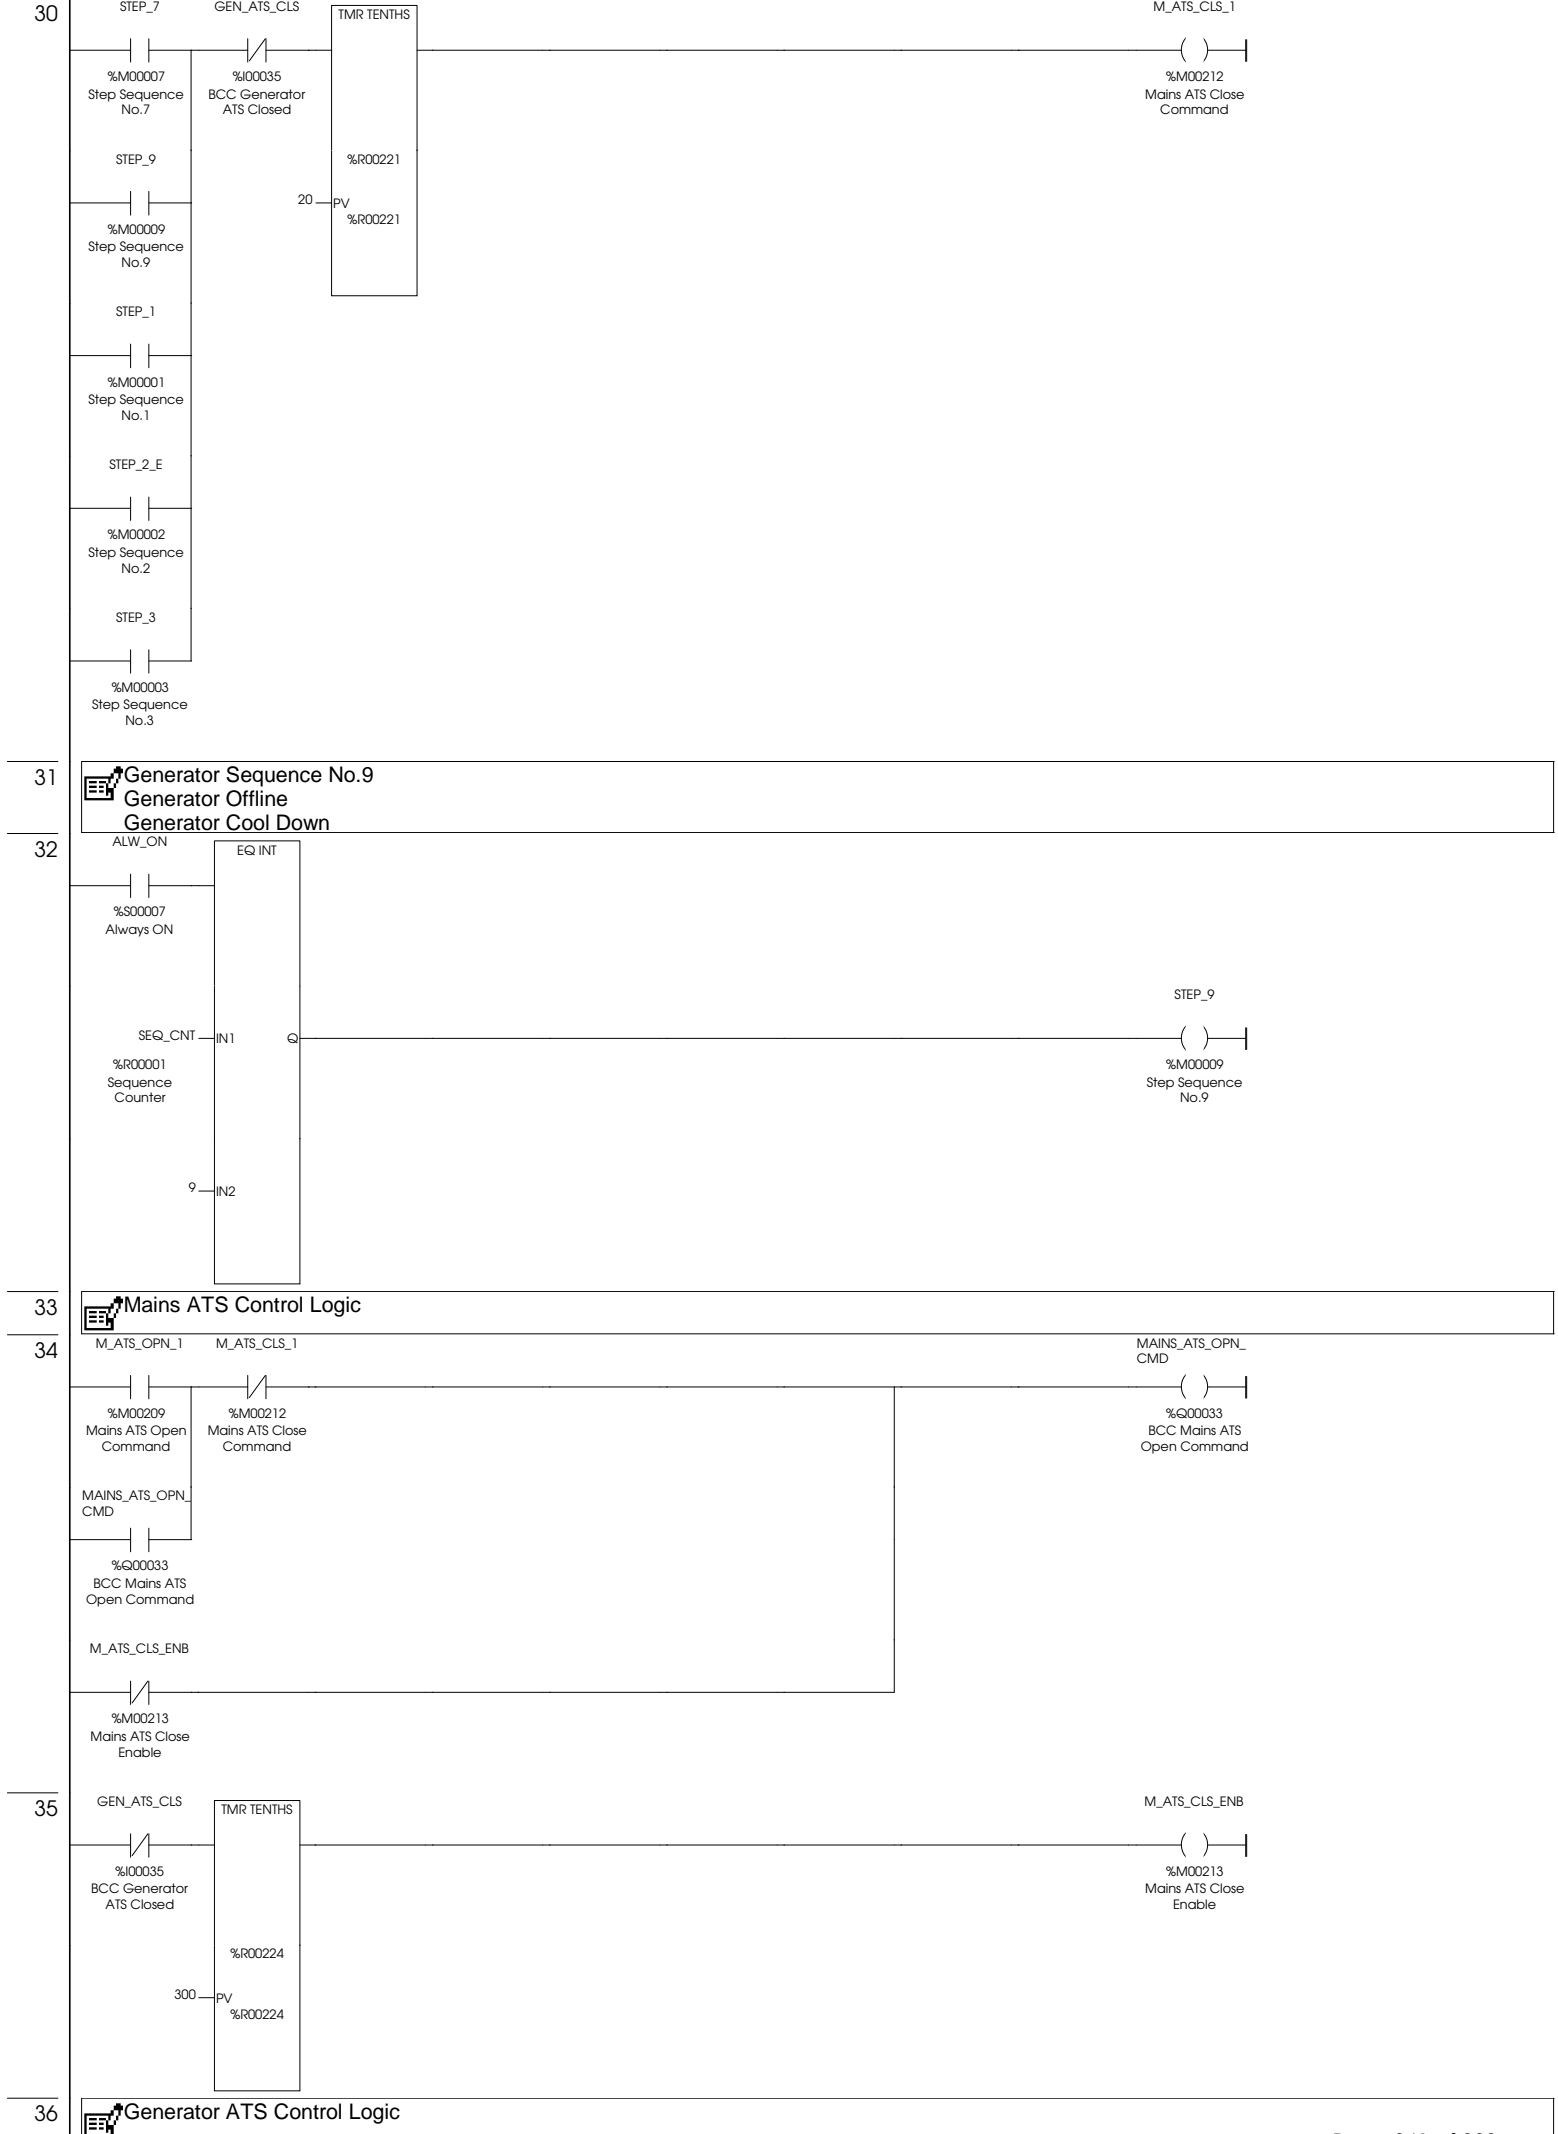 30
STEP_7
GEN_ATS_CLS
TMR TENTHS
M_ATS_CLS_1
%M00007
Step Sequence
No.7
%I00035
BCC Generator
ATS Closed
%M00212
Mains ATS Close
Command
STEP_9
%R00221
20
PV
%R00221
%M00009
Step Sequence
No.9
STEP_1
%M00001
Step Sequence
No.1
STEP_2_E
%M00002
Step Sequence
No.2
STEP_3
%M00003
Step Sequence
No.3
31
Generator Sequence No.9
Generator Offline
Generator Cool Down
32
ALW_ON
EQ INT
%S00007
Always ON
STEP_9
SEQ_CNT
IN1
Q
%R00001
Sequence
Counter
%M00009
Step Sequence
No.9
9
IN2
33
Mains ATS Control Logic
34
M_ATS_OPN_1
M_ATS_CLS_1
MAINS_ATS_OPN_
CMD
%M00209
Mains ATS Open
Command
%M00212
Mains ATS Close
Command
%Q00033
BCC Mains ATS
Open Command
MAINS_ATS_OPN_
CMD
%Q00033
BCC Mains ATS
Open Command
M_ATS_CLS_ENB
%M00213
Mains ATS Close
Enable
35
GEN_ATS_CLS
TMR TENTHS
M_ATS_CLS_ENB
%I00035
BCC Generator
ATS Closed
%M00213
Mains ATS Close
Enable
%R00224
300
PV
%R00224
36
Generator ATS Control Logic